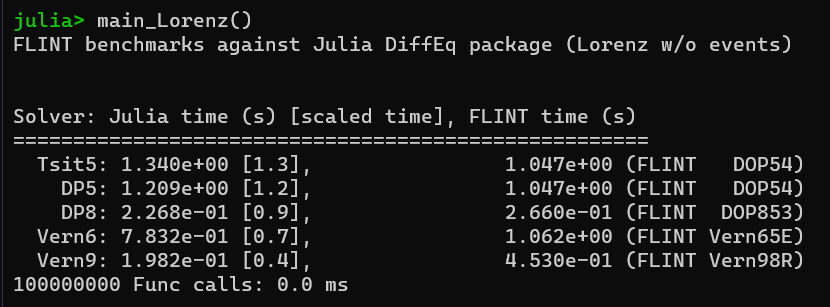 julia> main_Lorenz()
FLINT benchmarks against Julia DiffEq package (Lorenz w/o events)
Solver: Julia time (s) [scaled time], FLINT time (s)
=====================================================
Tsit5: 1.340e+00 [1.3], 1.047e+00 (FLINT DOP54)
DP5: 1.209e+00 [1.2], 1.047e+00 (FLINT DOP54)
DP8: 2.268e-01 [0.9], 2.660e-01 (FLINT DOP853)
Vern6: 7.832e-01 [0.7], 1.062e+00 (FLINT Vern65E)
Vern9: 1.982e-01 [0.4], 4.530e-01 (FLINT Vern98R)
100000000 Func calls: 0.0 ms